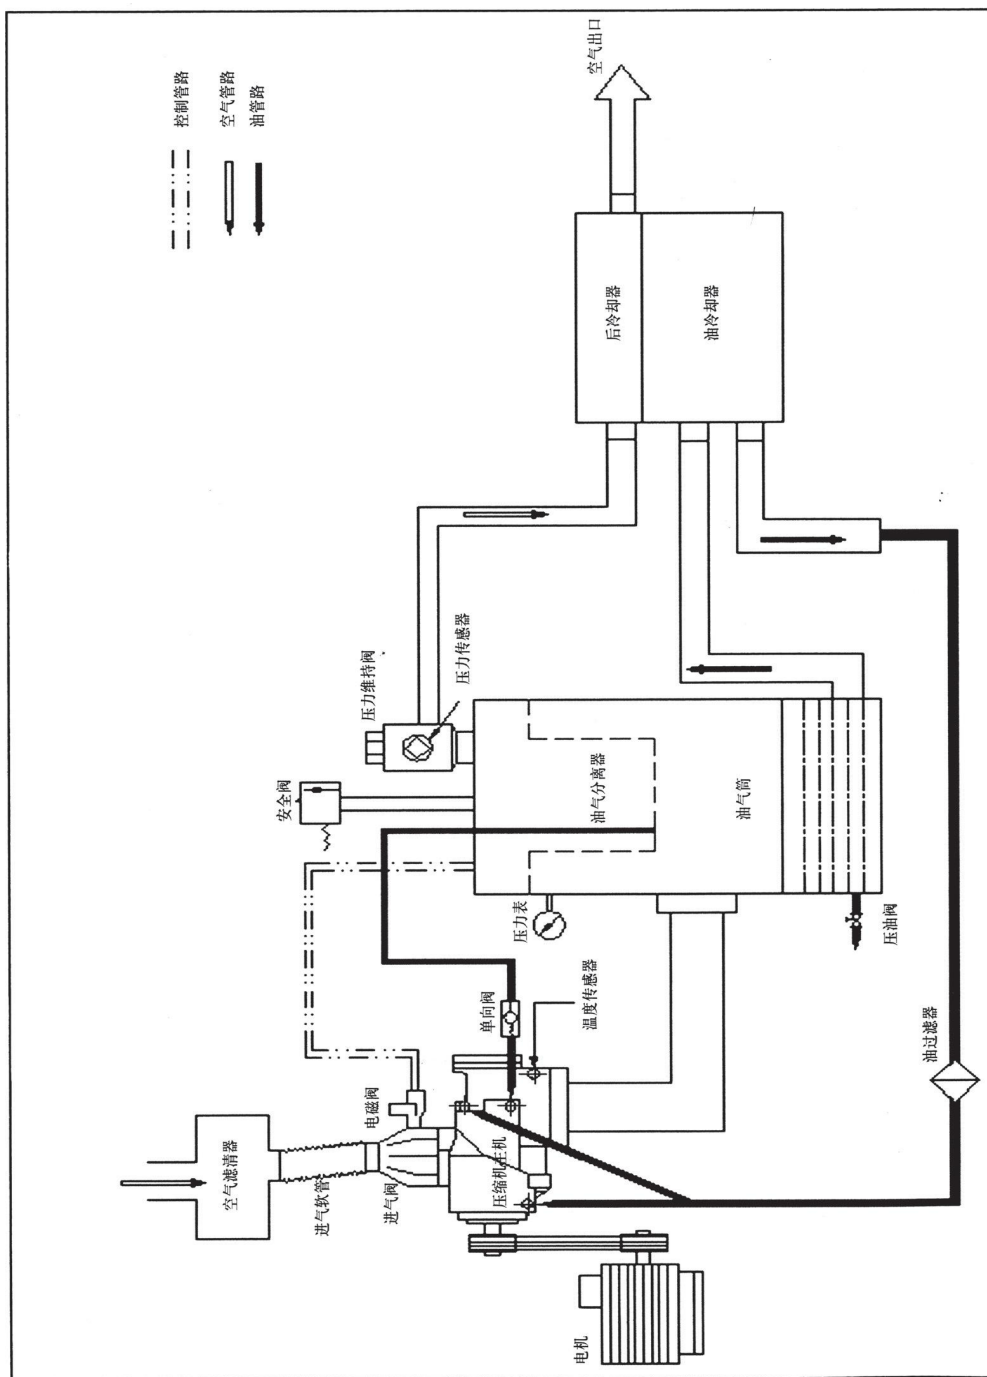 控制管路
空气管路
油管路
空气出口
后冷却器
油冷却器
压力维持阀
压力传感器
安全阀
油气分离器
油气筒
压力表
压油阀
单向阀
温度传感器
油过滤器
电磁阀
空气滤清器
进气软管
进气阀
压缩机主机
电机